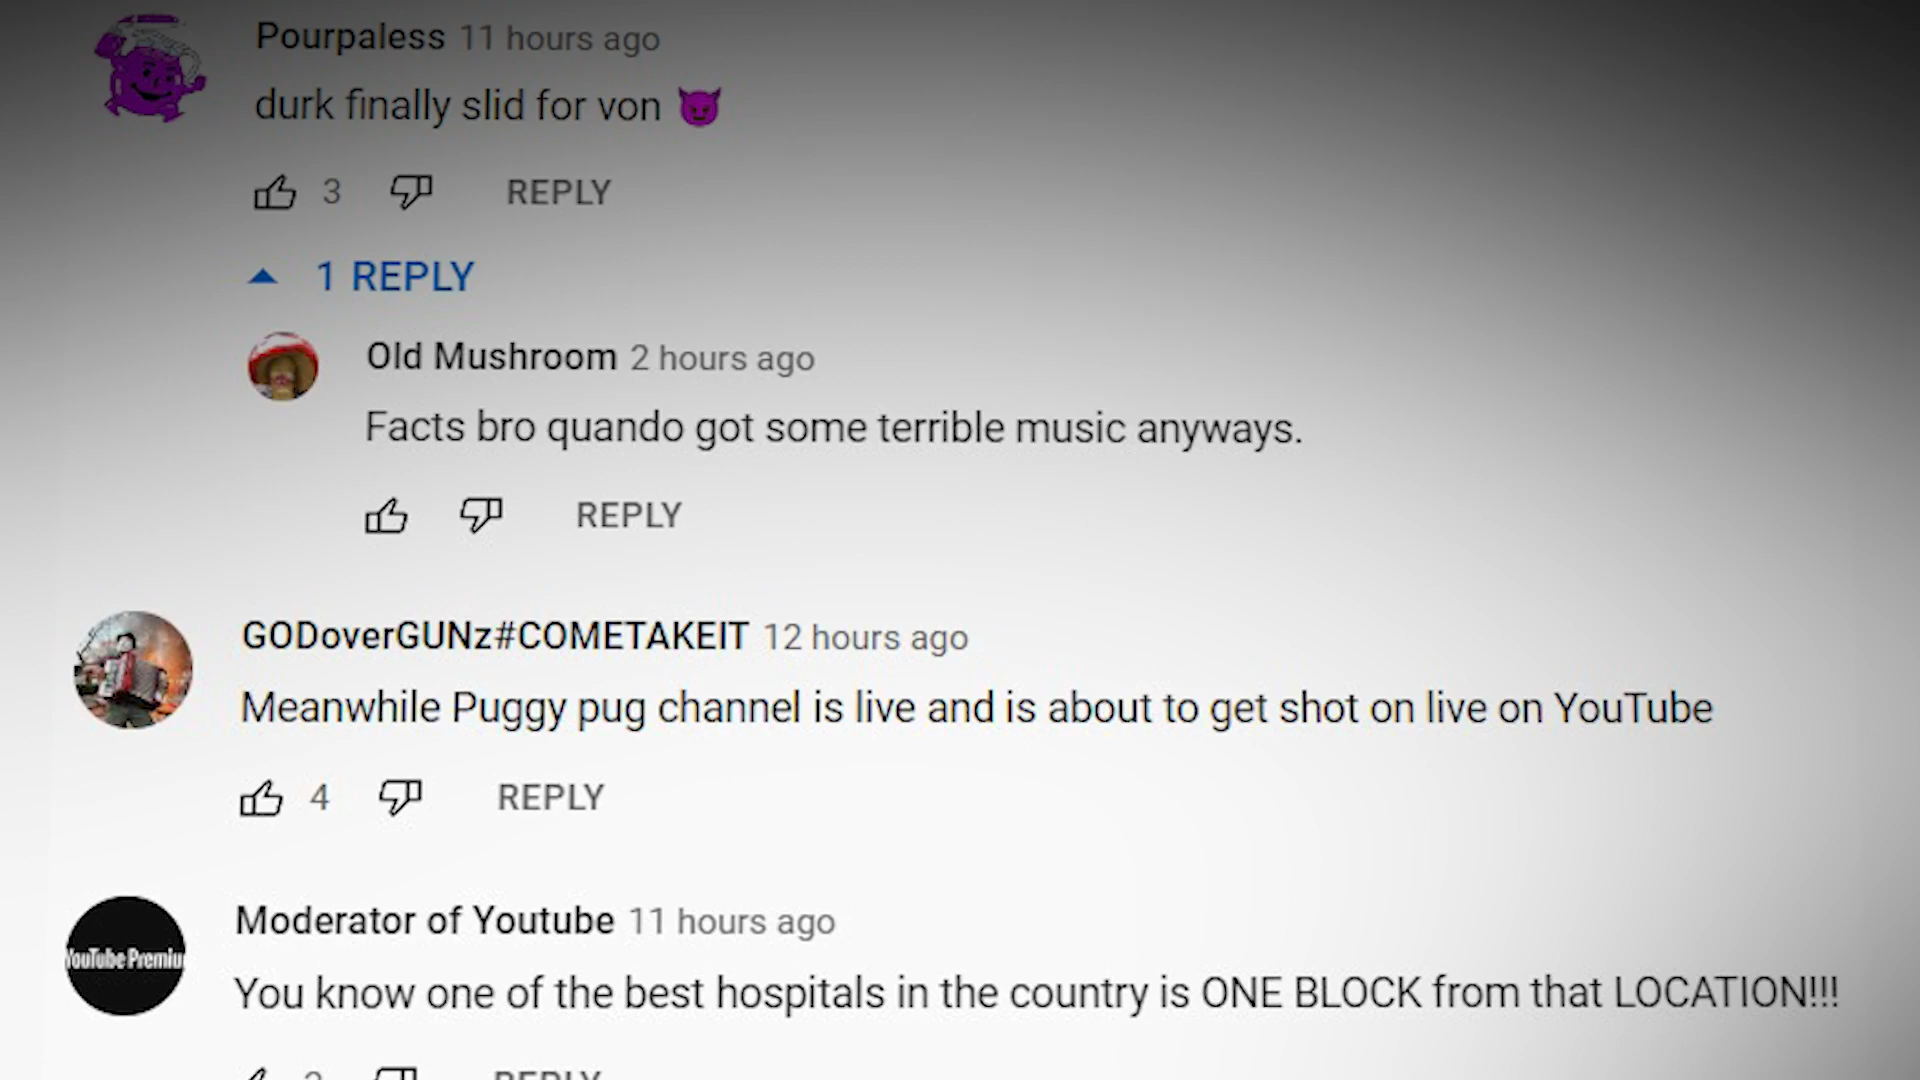 Pourpaless 11 hours ago
durk finally slid for von 😈
3 REPLY
1 REPLY
Old Mushroom 2 hours ago
Facts bro quando got some terrible music anyways.
REPLY
GODoverGUNz#COMETAKEIT 12 hours ago
Meanwhile Puggy pug channel is live and is about to get shot on live on YouTube
4 REPLY
Moderator of Youtube 11 hours ago
YouTube Premiu
You know one of the best hospitals in the country is ONE BLOCK from that LOCATION!!!
REPLY